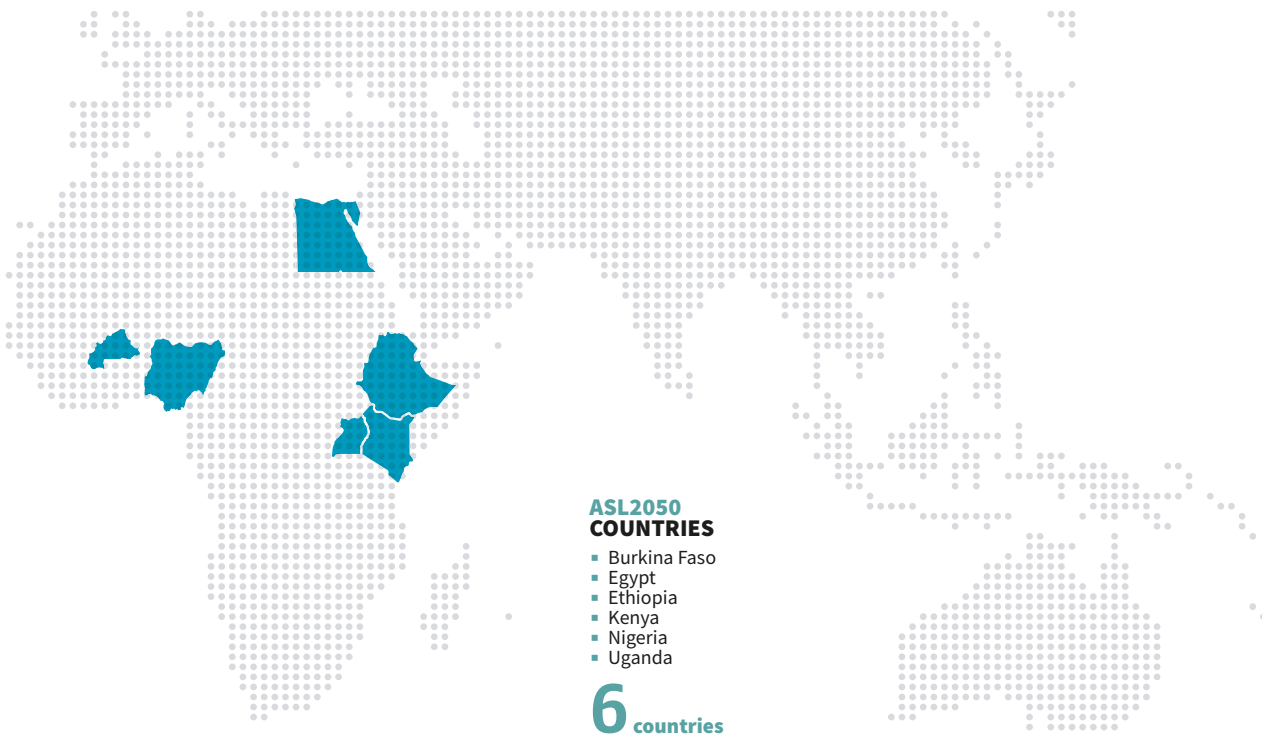 ASL2050
COUNTRIES
▪ Burkina Faso
▪ Egypt
▪ Ethiopia
▪ Kenya
▪ Nigeria
▪ Uganda
6 countries